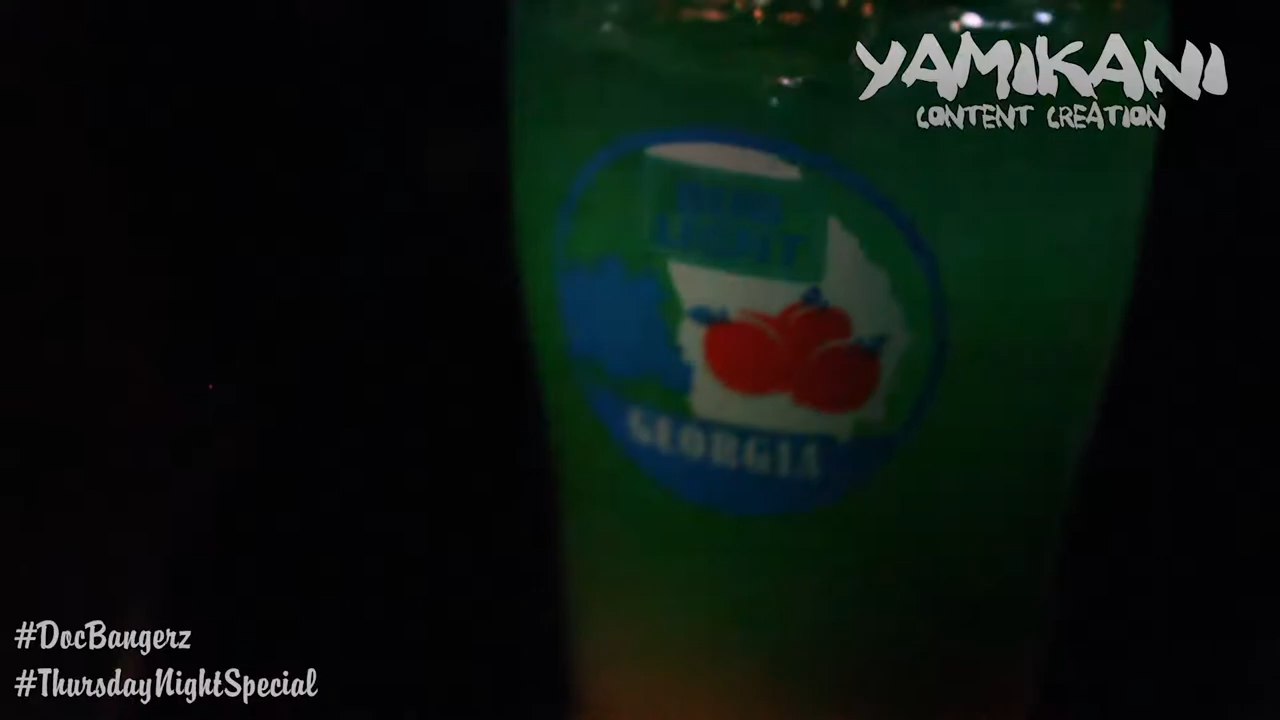 YAMIKANI
CONTENT CREATION
GEORGIA
#DocBangerz
#ThursdayNightSpecial